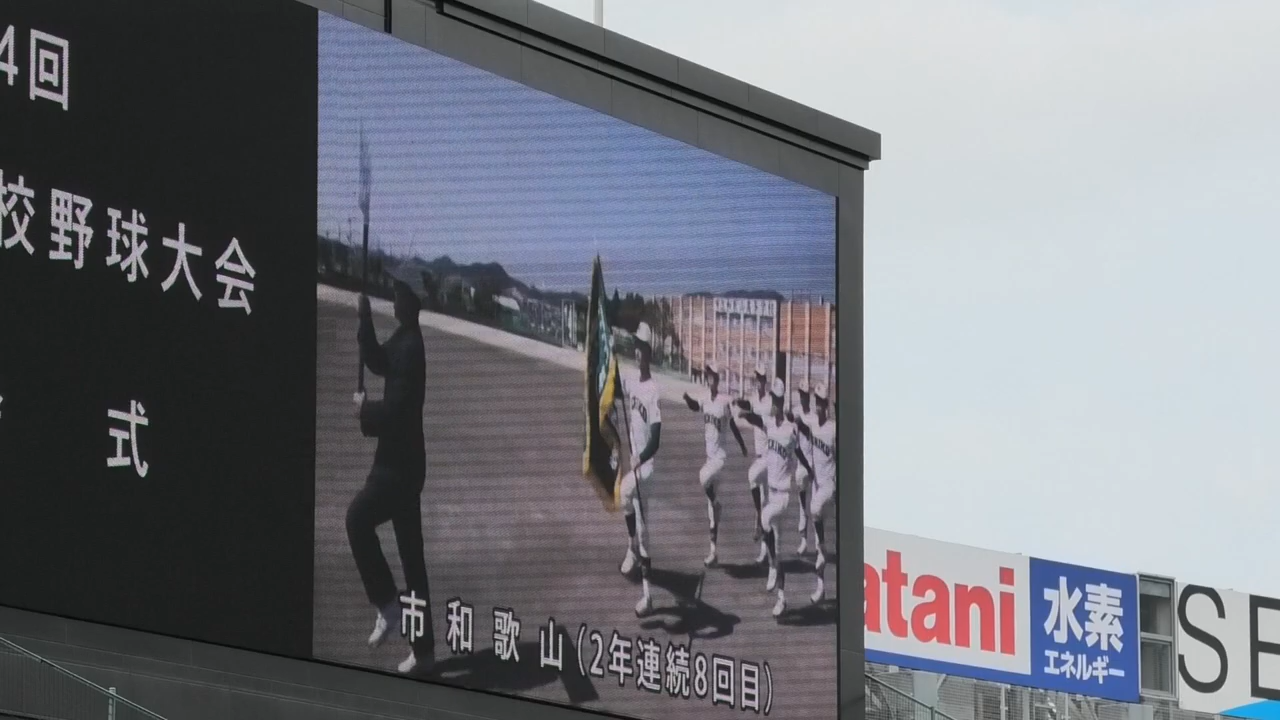 4回
校野球大会
式
市和歌山(2年連続8回目)
atani
水素
エネルギー
SE